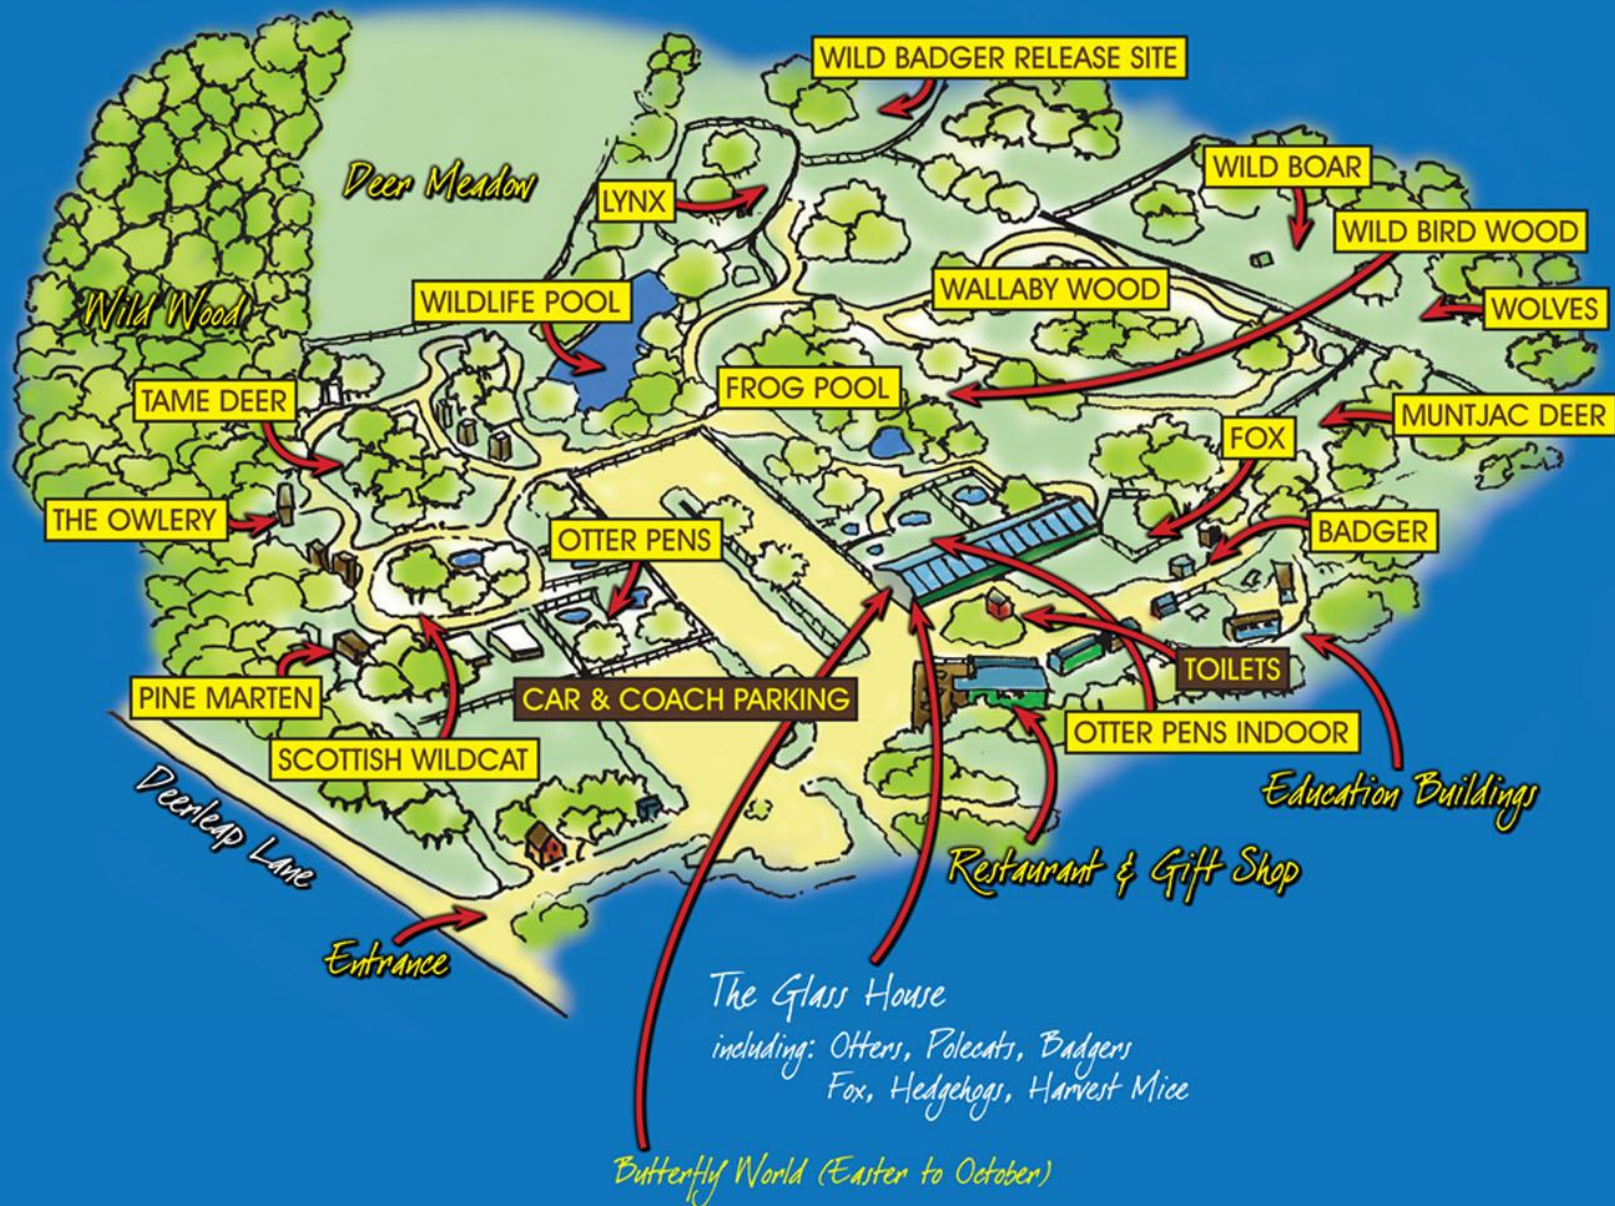 WILD BADGER RELEASE SITE
WILD BOAR
Deer Meadow
LYNX
WILD BIRD WOOD
WALLABY WOOD
WILDLIFE POOL
Wild Wood
WOLVES
FROG POOL
TAME DEER
MUNTJAC DEER
FOX
THE OWLERY
OTTER PENS
BADGER
TOILETS
PINE MARTEN
CAR & COACH PARKING
OTTER PENS INDOOR
SCOTTISH WILDCAT
Education Buildings
Deerleap Lane
Restaurant & Gift Shop
Entrance
The Glass House
including: Otters, Polecats, Badgers
Fox, Hedgehogs, Harvest Mice
Butterfly World (Easter to October)